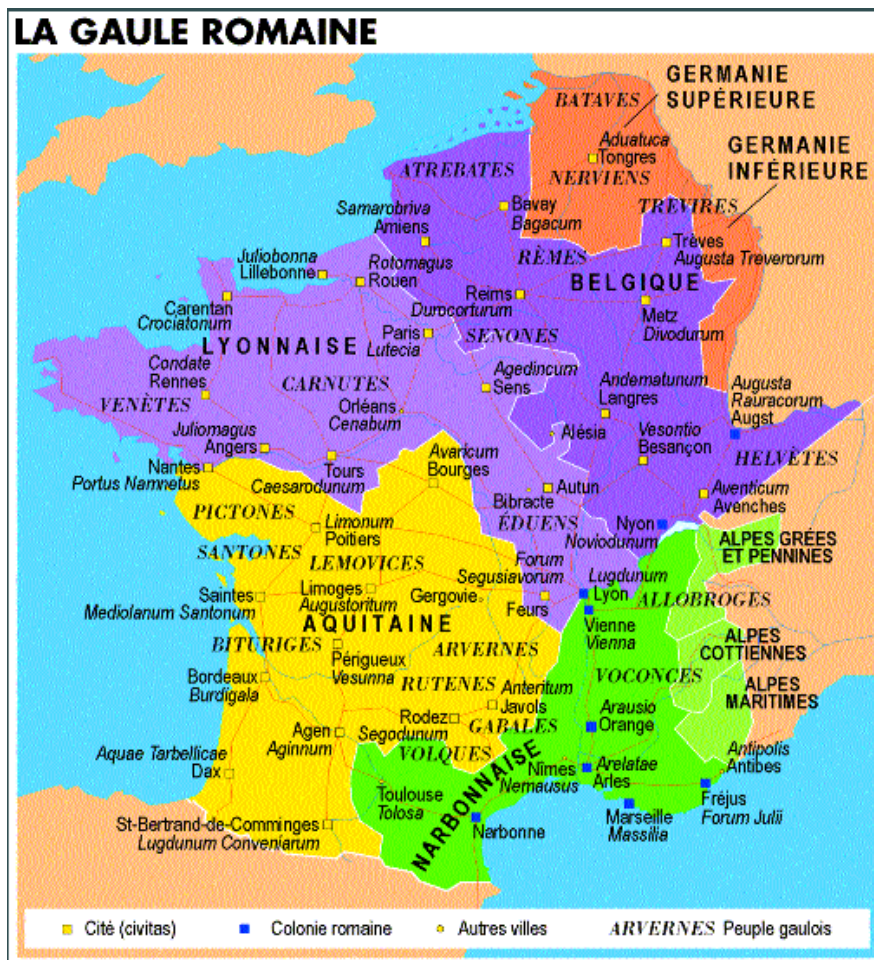 LA GAULE ROMAINE
GERMANIE
SUPÉRIEURE
BATAVES
GERMANIE
INFÉRIEURE
Aduatuca
Tongres
ATREBATES
NERVIENS
TRÉVIRES
Samarobriva
Amiens
Bavay
Bagacum
Trèves
Augusta Treverorum
RÈMES
Juliobonna
Lillebonne
Rotomagus
Rouen
BELGIQUE
Carentan
Crociatonum
Reims
Durocorturum
Metz
Divodurum
LYONNAISE
Paris
Lutecia
SENONES
Condate
Rennes
CARNUTES
Agedincum
Sens
Andematunum
Langres
Augusta
Rauracorum
Augst
VENÈTES
Orléans
Cenabum
Juliomagus
Angers
Alésia
Vesontio
Besançon
HELVÈTES
Avaricum
Bourges
Nantes
Portus Namnetus
Tours
Caesarodunum
Autun
Bibracte
Aventicum
Avenches
PICTONES
ÉDUENS
Nyon
Noviodunum
Limonum
Poitiers
ALPES GRÉES
ET PENNINES
SANTONES
LEMOVICES
Forum
Segusiavorum
Feurs
Lugdunum
Lyon
Saintes
Mediolanum Santonum
Limoges
Augustoritum
Gergovie
ALLOBROGES
Vienne
Vienna
AQUITAINE
BITURIGES
ARVERNES
ALPES
COTTIENNES
Périgueux
Vesunna
VOCONCES
Bordeaux
Burdigala
RUTENES
ALPES
MARITIMES
Anteritum
Javols
Arausio
Orange
Rodez
Segodunum
GABALES
Agen
Aginnum
VOLQUES
Antipolis
Antibes
Aquae Tarbellicae
Dax
Nîmes
Nemausus
Arelatae
Arles
Toulouse
Tolosa
NARBONNAISE
Fréjus
Forum Julii
Marseille
Massilia
St-Bertrand-de-Comminges
Lugdunum Conveniarum
Narbonne
Cité (civitas)
Colonie romaine
Autres villes
ARVERNES Peuple gaulois